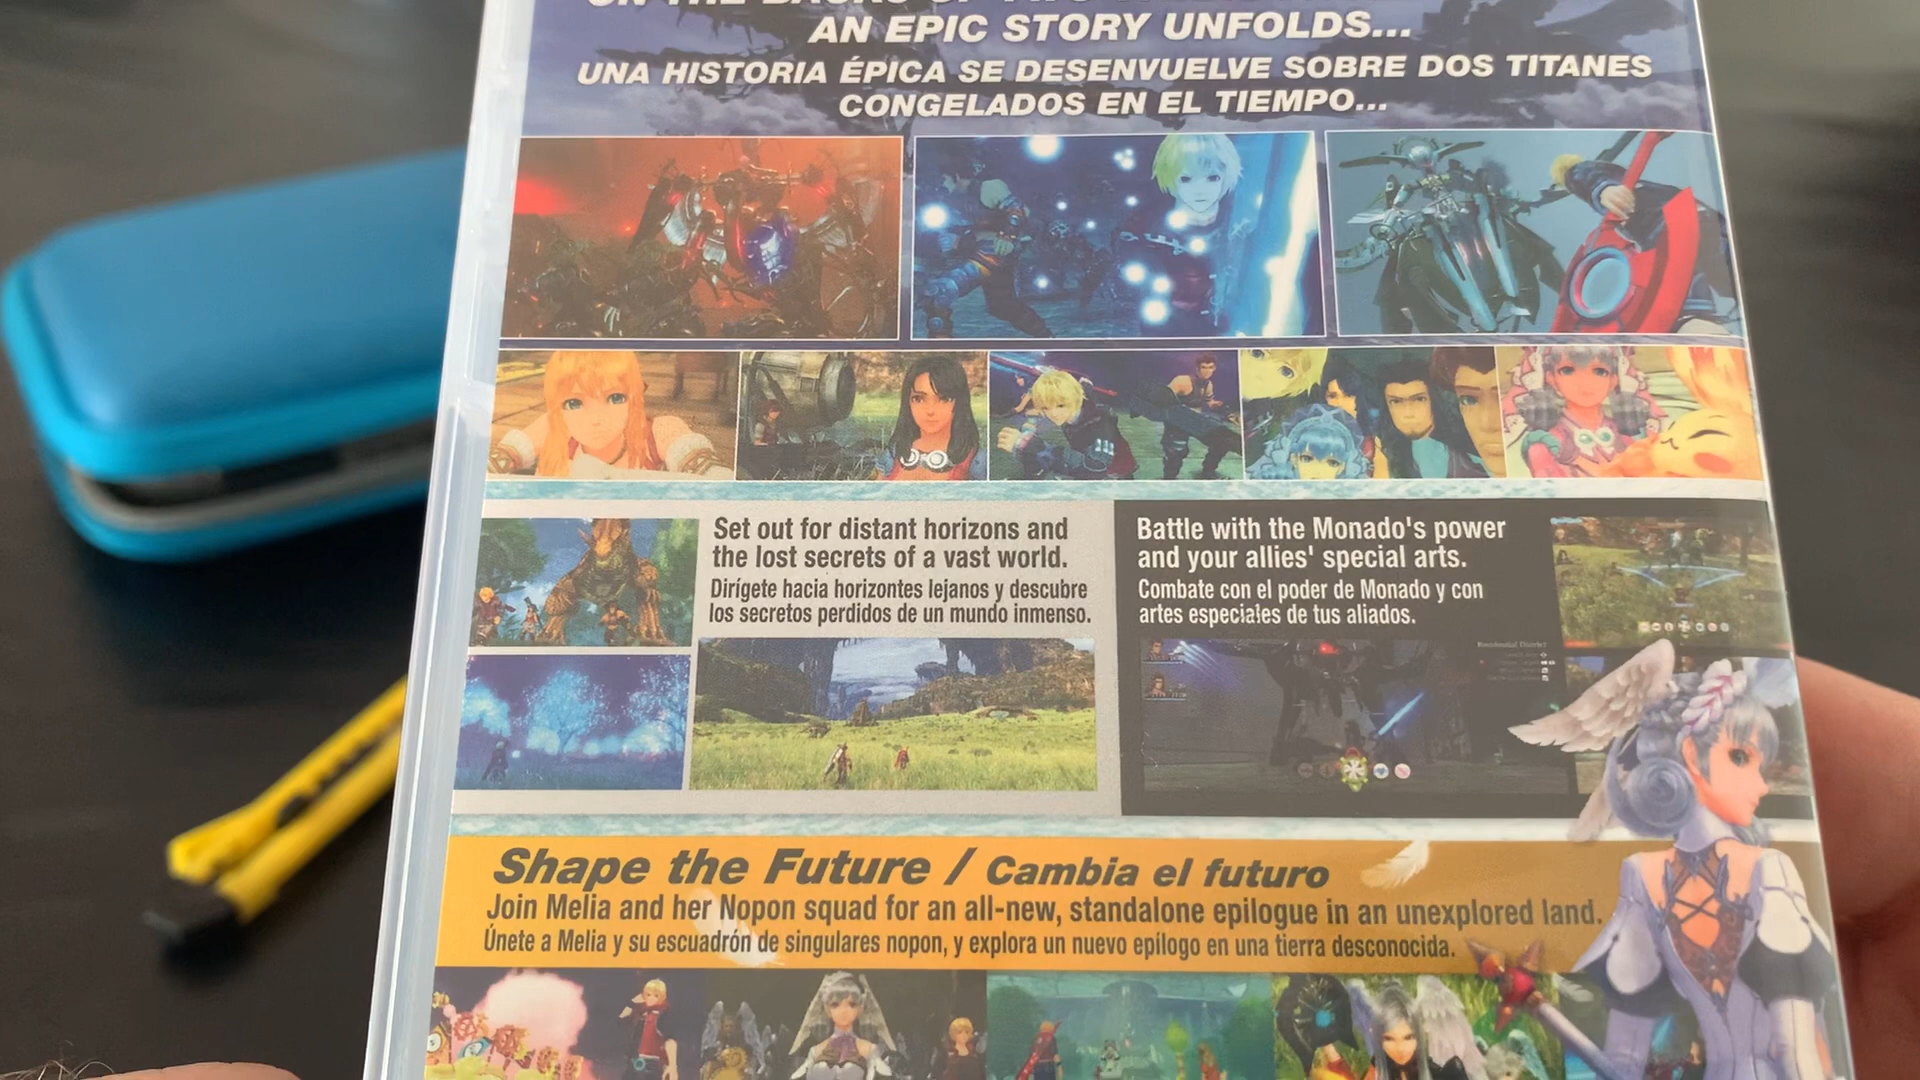 AN EPIC STORY UNFOLDS...
UNA HISTORIA ÉPICA SE DESENVUELVE SOBRE DOS TITANES
CONGELADOS EN EL TIEMPO...
Set out for distant horizons and
the lost secrets of a vast world.
Dirígete hacia horizontes lejanos y descubre
los secretos perdidos de un mundo inmenso.
Battle with the Monado's power
and your allies' special arts.
Combate con el poder de Monado y con
artes especiales de tus aliados.
Shape the Future / Cambia el futuro
Join Melia and her Nopon squad for an all-new, standalone epilogue in an unexplored land.
Únete a Melia y su escuadrón de singulares nopon, y explora un nuevo epílogo en una tierra desconocida.